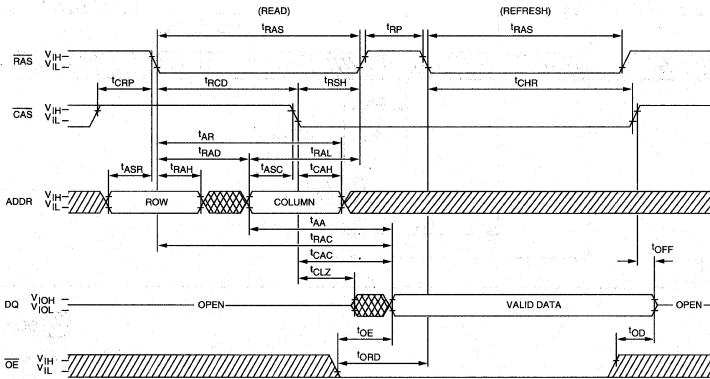 (READ) (REFRESH)
tRAS tRP tRAS
RAS VIH VIL
tCRP tRCD tRSH tCHR
CAS VIH VIL
tAR
tRAD tRAL
tASR tRAH tASC tCAH
ADDR VIH VIL ROW COLUMN
tAA
tRAC
tCAC tOFF
tCLZ
DQ VIOH VIOL OPEN VALID DATA OPEN
tOE tOD
tORD
OE VIH VIL